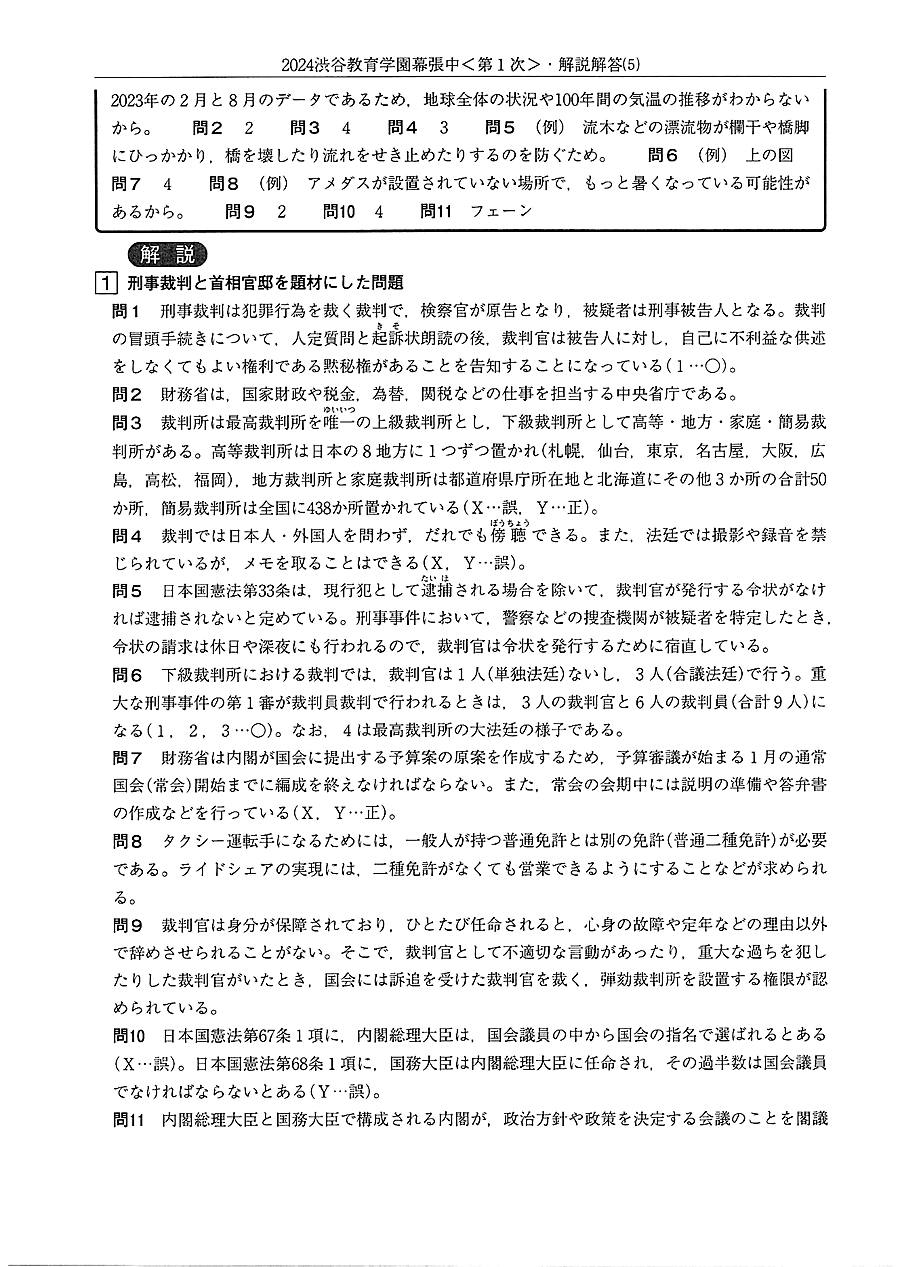 2024渋谷教育学園幕張中＜第１次＞・解説解答(5)
2023年の２月と８月のデータであるため，地球全体の状況や100年間の気温の推移がわからない
から。　問２　2　問３　4　問４　3　問５　(例)　流木などの漂流物が欄干や橋脚
にひっかかり，橋を壊したり流れをせき止めたりするのを防ぐため。　問６　(例)　上の図
問７　4　問８　(例)　アメダスが設置されていない場所で，もっと暑くなっている可能性が
あるから。　問９　2　問10　4　問11　フェーン
解　説
1　刑事裁判と首相官邸を題材にした問題
問１　刑事裁判は犯罪行為を裁く裁判で，検察官が原告となり，被疑者は刑事被告人となる。裁判
の冒頭手続きについて，人定質問と起訴状朗読の後，裁判官は被告人に対し，自己に不利益な供述
をしなくてもよい権利である黙秘権があることを告知することになっている(１…○)。
問２　財務省は，国家財政や税金，為替，関税などの仕事を担当する中央省庁である。
問３　裁判所は最高裁判所を唯一の上級裁判所とし，下級裁判所として高等・地方・家庭・簡易裁
判所がある。高等裁判所は日本の８地方に１つずつ置かれ(札幌，仙台，東京，名古屋，大阪，広
島，高松，福岡)，地方裁判所と家庭裁判所は都道府県庁所在地と北海道にその他３か所の合計50
か所，簡易裁判所は全国に438か所置かれている(Ｘ…誤，Ｙ…正)。
問４　裁判では日本人・外国人を問わず，だれでも傍聴できる。また，法廷では撮影や録音を禁
じられているが，メモを取ることはできる(Ｘ，Ｙ…誤)。
問５　日本国憲法第33条は，現行犯として逮捕される場合を除いて，裁判官が発行する令状がなけ
れば逮捕されないと定めている。刑事事件において，警察などの捜査機関が被疑者を特定したとき，
令状の請求は休日や深夜にも行われるので，裁判官は令状を発行するために宿直している。
問６　下級裁判所における裁判では，裁判官は１人(単独法廷)ないし，３人(合議法廷)で行う。重
大な刑事事件の第１審が裁判員裁判で行われるときは，３人の裁判官と６人の裁判員(合計９人)に
なる(１，２，３…○)。なお，４は最高裁判所の大法廷の様子である。
問７　財務省は内閣が国会に提出する予算案の原案を作成するため，予算審議が始まる１月の通常
国会(常会)開始までに編成を終えなければならない。また，常会の会期中には説明の準備や答弁書
の作成などを行っている(Ｘ，Ｙ…正)。
問８　タクシー運転手になるためには，一般人が持つ普通免許とは別の免許(普通二種免許)が必要
である。ライドシェアの実現には，二種免許がなくても営業できるようにすることなどが求められ
る。
問９　裁判官は身分が保障されており，ひとたび任命されると，心身の故障や定年などの理由以外
で辞めさせられることがない。そこで，裁判官として不適切な言動があったり，重大な過ちを犯し
たりした裁判官がいたとき，国会には訴追を受けた裁判官を裁く，弾劾裁判所を設置する権限が認
められている。
問10　日本国憲法第67条１項に，内閣総理大臣は，国会議員の中から国会の指名で選ばれるとある
(Ｘ…誤)。日本国憲法第68条１項に，国務大臣は内閣総理大臣に任命され，その過半数は国会議員
でなければならないとある(Ｙ…誤)。
問11　内閣総理大臣と国務大臣で構成される内閣が，政治方針や政策を決定する会議のことを閣議